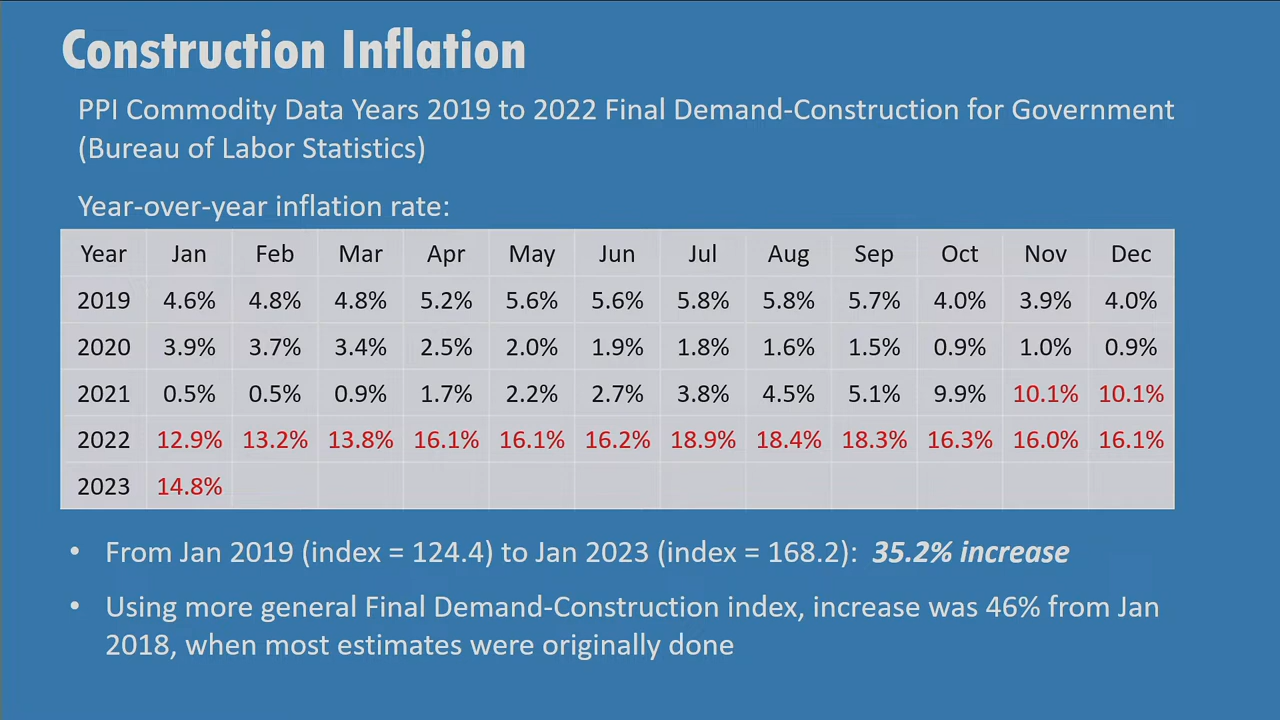 Construction Inflation
PPI Commodity Data Years 2019 to 2022 Final Demand-Construction for Government
(Bureau of Labor Statistics)
Year-over-year inflation rate:
Year Jan Feb Mar Apr May Jun Jul Aug Sep Oct Nov Dec
2019 4.6% 4.8% 4.8% 5.2% 5.6% 5.6% 5.8% 5.8% 5.7% 4.0% 3.9% 4.0%
2020 3.9% 3.7% 3.4% 2.5% 2.0% 1.9% 1.8% 1.6% 1.5% 0.9% 1.0% 0.9%
2021 0.5% 0.5% 0.9% 1.7% 2.2% 2.7% 3.8% 4.5% 5.1% 9.9% 10.1% 10.1%
2022 12.9% 13.2% 13.8% 16.1% 16.1% 16.2% 18.9% 18.4% 18.3% 16.3% 16.0% 16.1%
2023 14.8%
• From Jan 2019 (index = 124.4) to Jan 2023 (index = 168.2): 35.2% increase
• Using more general Final Demand-Construction index, increase was 46% from Jan
2018, when most estimates were originally done